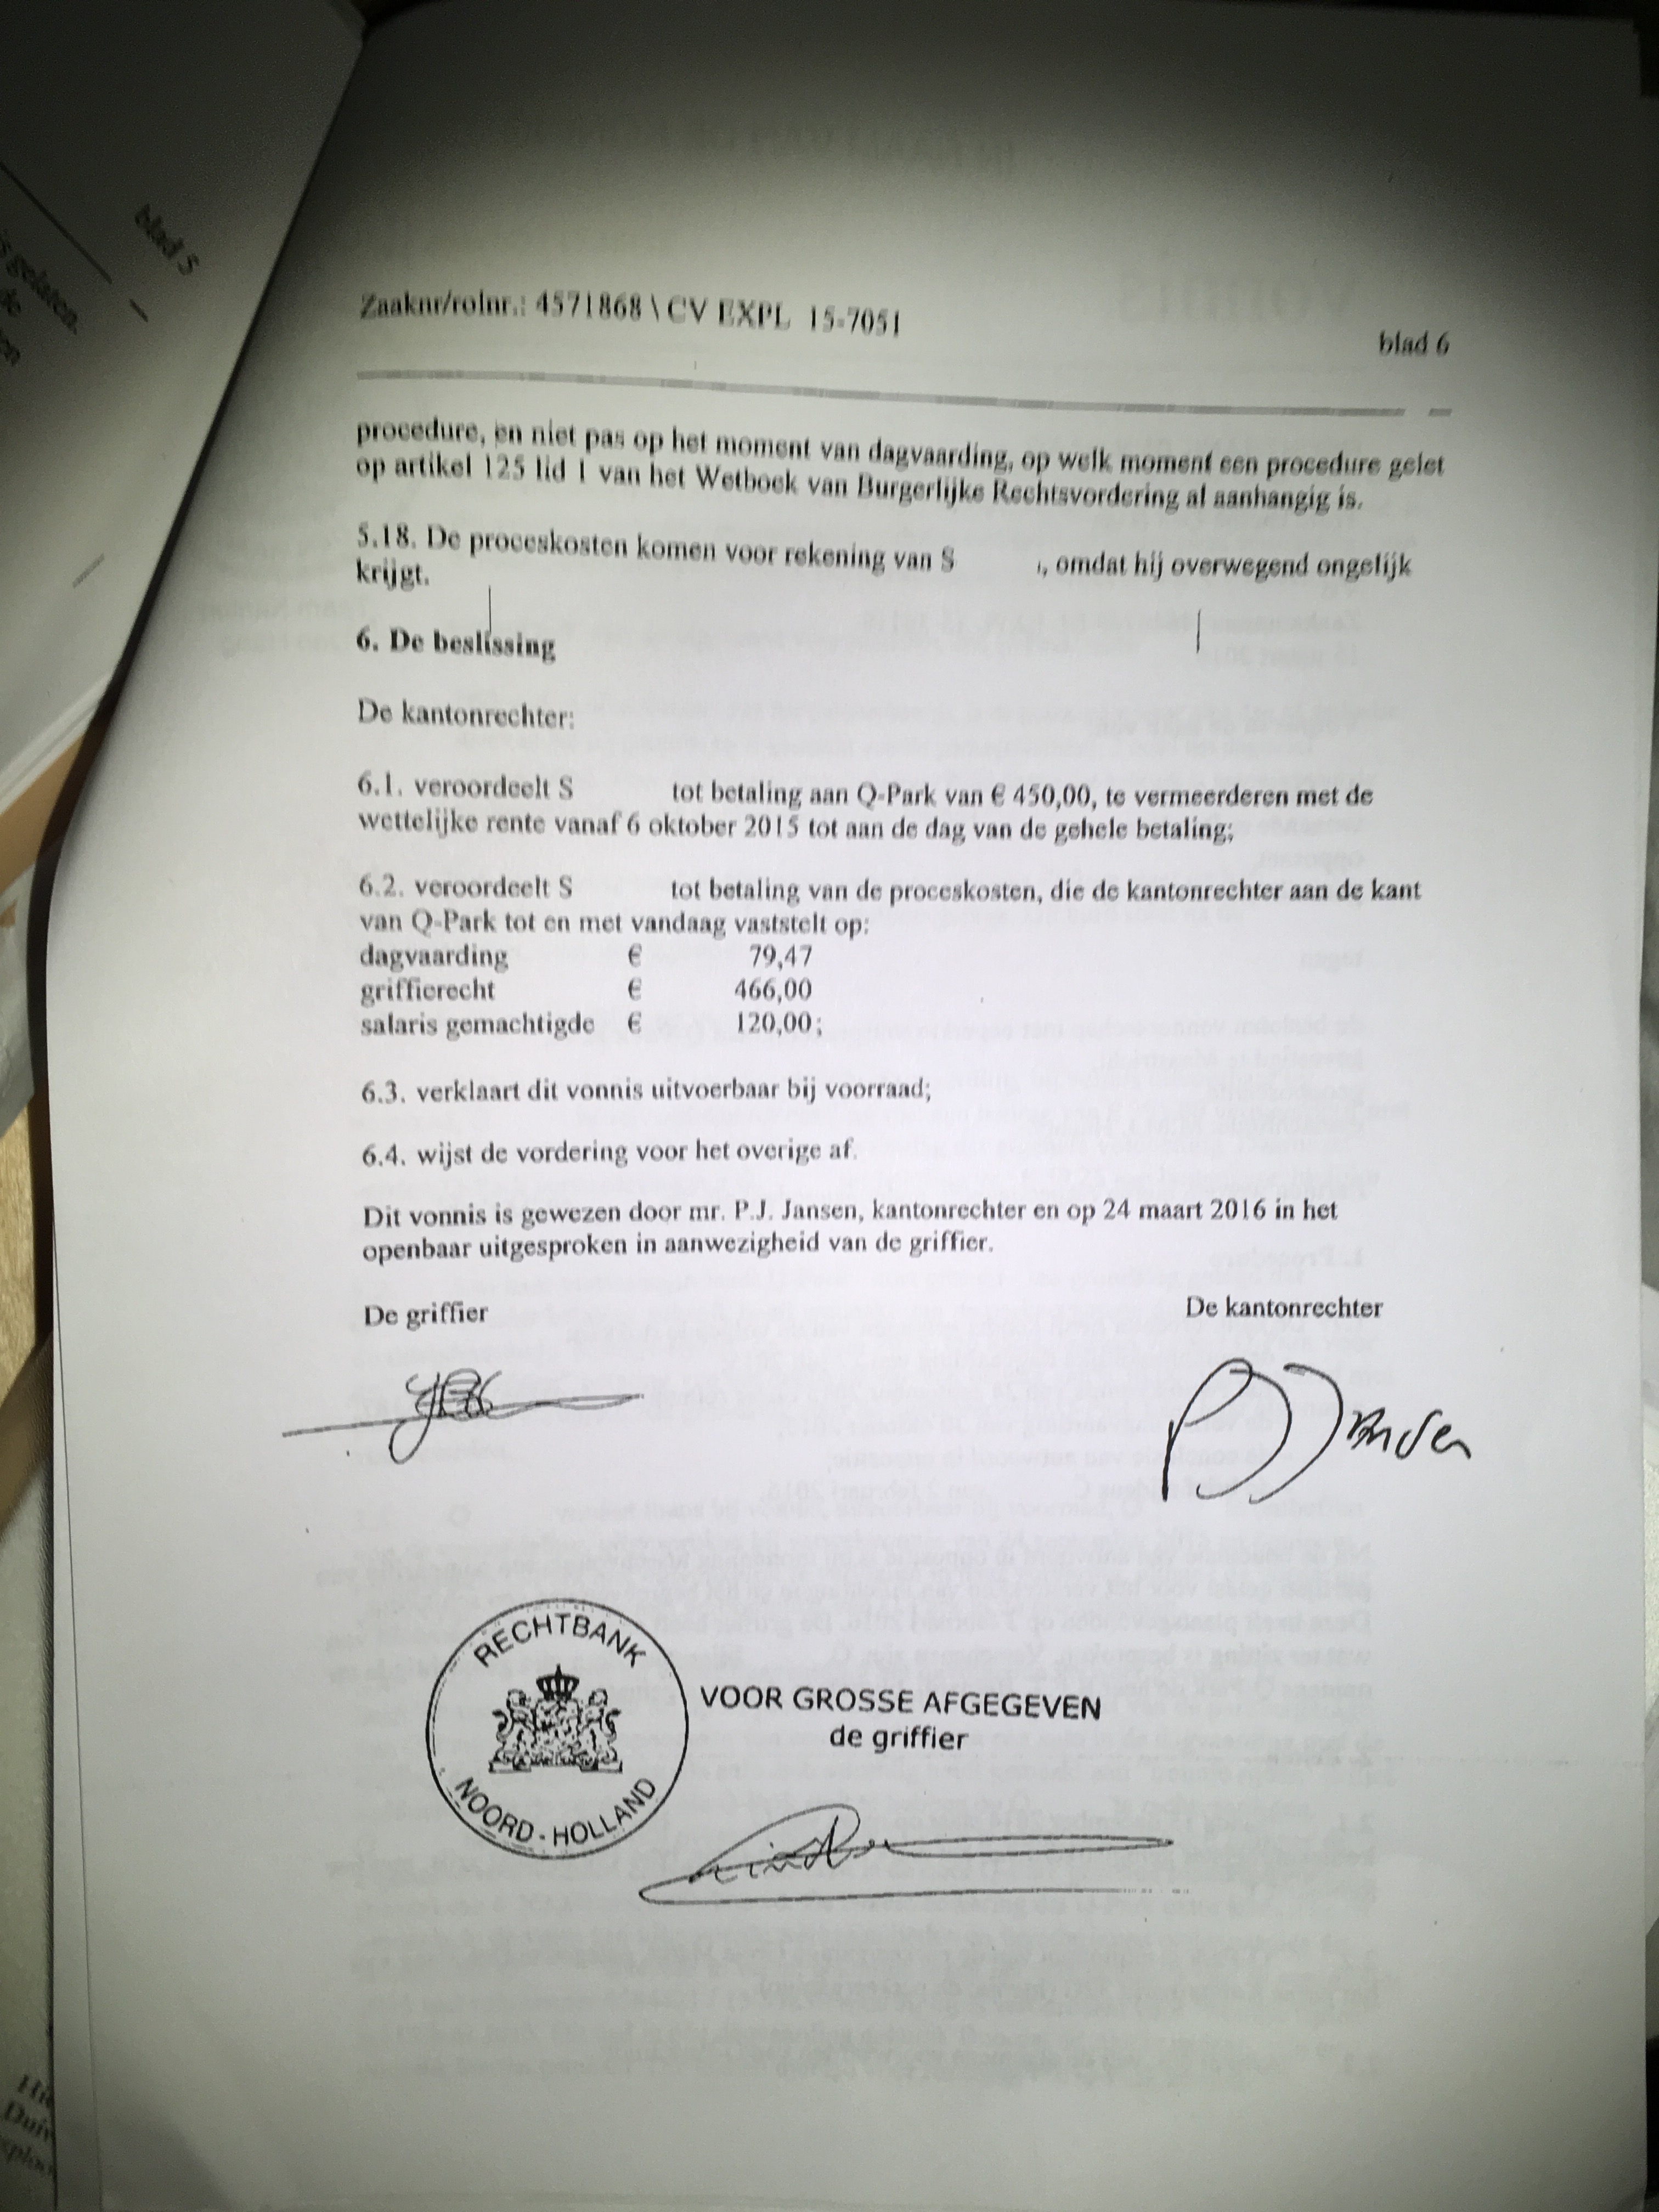 blad 5
s gelaten.
de
en
Zaaknr/rolnr.: 4571868 \ CV EXPL 15-7051
blad 6
procedure, en niet pas op het moment van dagvaarding, op welk moment een procedure gelet
op artikel 125 lid 1 van het Wetboek van Burgerlijke Rechtsvordering al aanhangig is.
5.18. De proceskosten komen voor rekening van S , omdat hij overwegend ongelijk
krijgt.
6. De beslissing
De kantonrechter:
6.1. veroordeelt S tot betaling aan Q-Park van € 450,00, te vermeerderen met de
wettelijke rente vanaf 6 oktober 2015 tot aan de dag van de gehele betaling;
6.2. veroordeelt S tot betaling van de proceskosten, die de kantonrechter aan de kant
van Q-Park tot en met vandaag vaststelt op:
dagvaarding € 79,47
griffierecht € 466,00
salaris gemachtigde € 120,00;
6.3. verklaart dit vonnis uitvoerbaar bij voorraad;
6.4. wijst de vordering voor het overige af.
Dit vonnis is gewezen door mr. P.J. Jansen, kantonrechter en op 24 maart 2016 in het
openbaar uitgesproken in aanwezigheid van de griffier.
De griffier
De kantonrechter
PJJansen
RECHTBANK
NOORD-HOLLAND
VOOR GROSSE AFGEGEVEN
de griffier